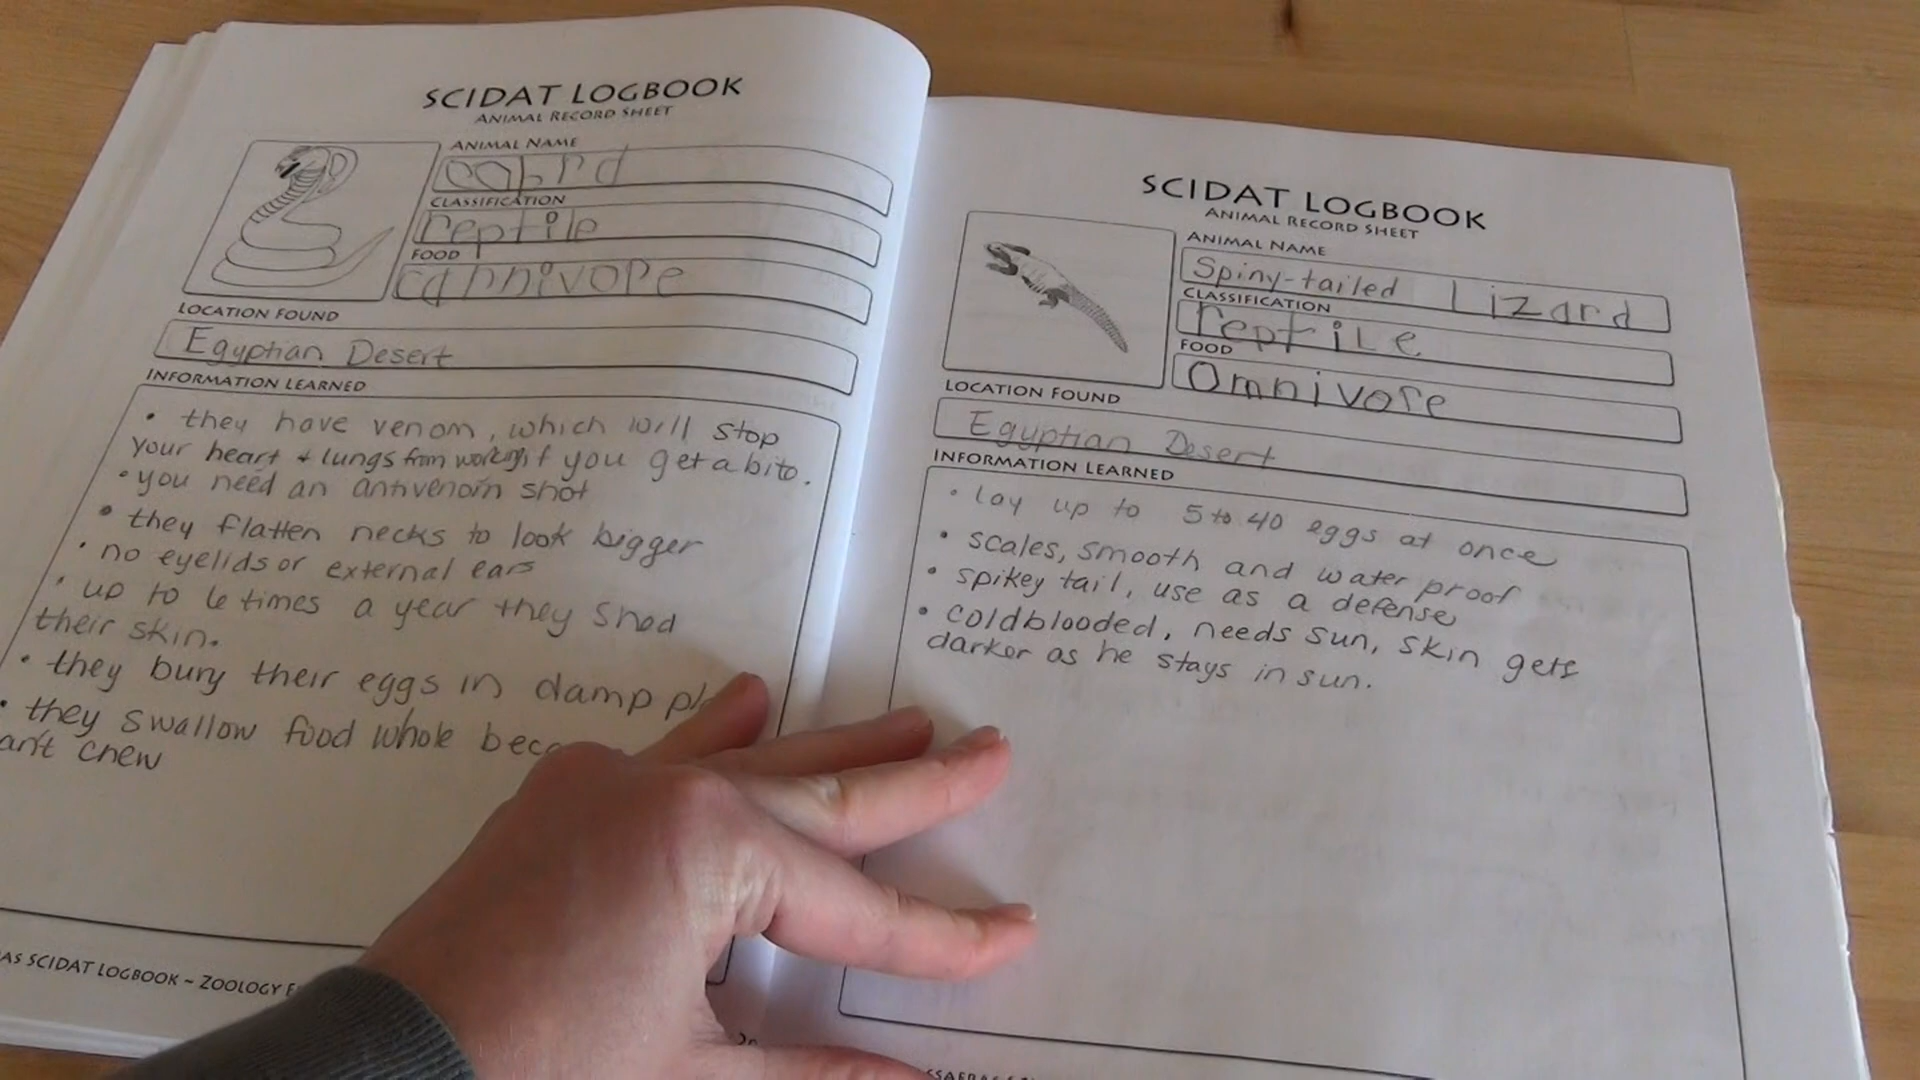 SCIDAT LOGBOOK
ANIMAL RECORD SHEET
ANIMAL NAME
CLASSIFICATION
reptile
FOOD
carnnivore
LOCATION FOUND
Egyptian Desert
INFORMATION LEARNED
• they have venom, which will stop
your heart + lungs from working if you get a bite.
• you need an antivenom shot
• they flatten necks to look bigger
• no eyelids or external ears
• up to 6 times a year they shed
their skin.
• they bury their eggs in damp
• they swallow food whole
chew
SCIDAT LOGBOOK ~ ZOOLOGY
SCIDAT LOGBOOK
ANIMAL RECORD SHEET
ANIMAL NAME
Spiny-tailed Lizard
CLASSIFICATION
reptiLe
FOOD
Omnivore
LOCATION FOUND
Egyptian Desert
INFORMATION LEARNED
• lay up to 5 to 40 eggs at once
• scales, smooth and water proof
• spikey tail, use as a defense
• coldblooded, needs sun, skin gets
darker as he stays in sun.